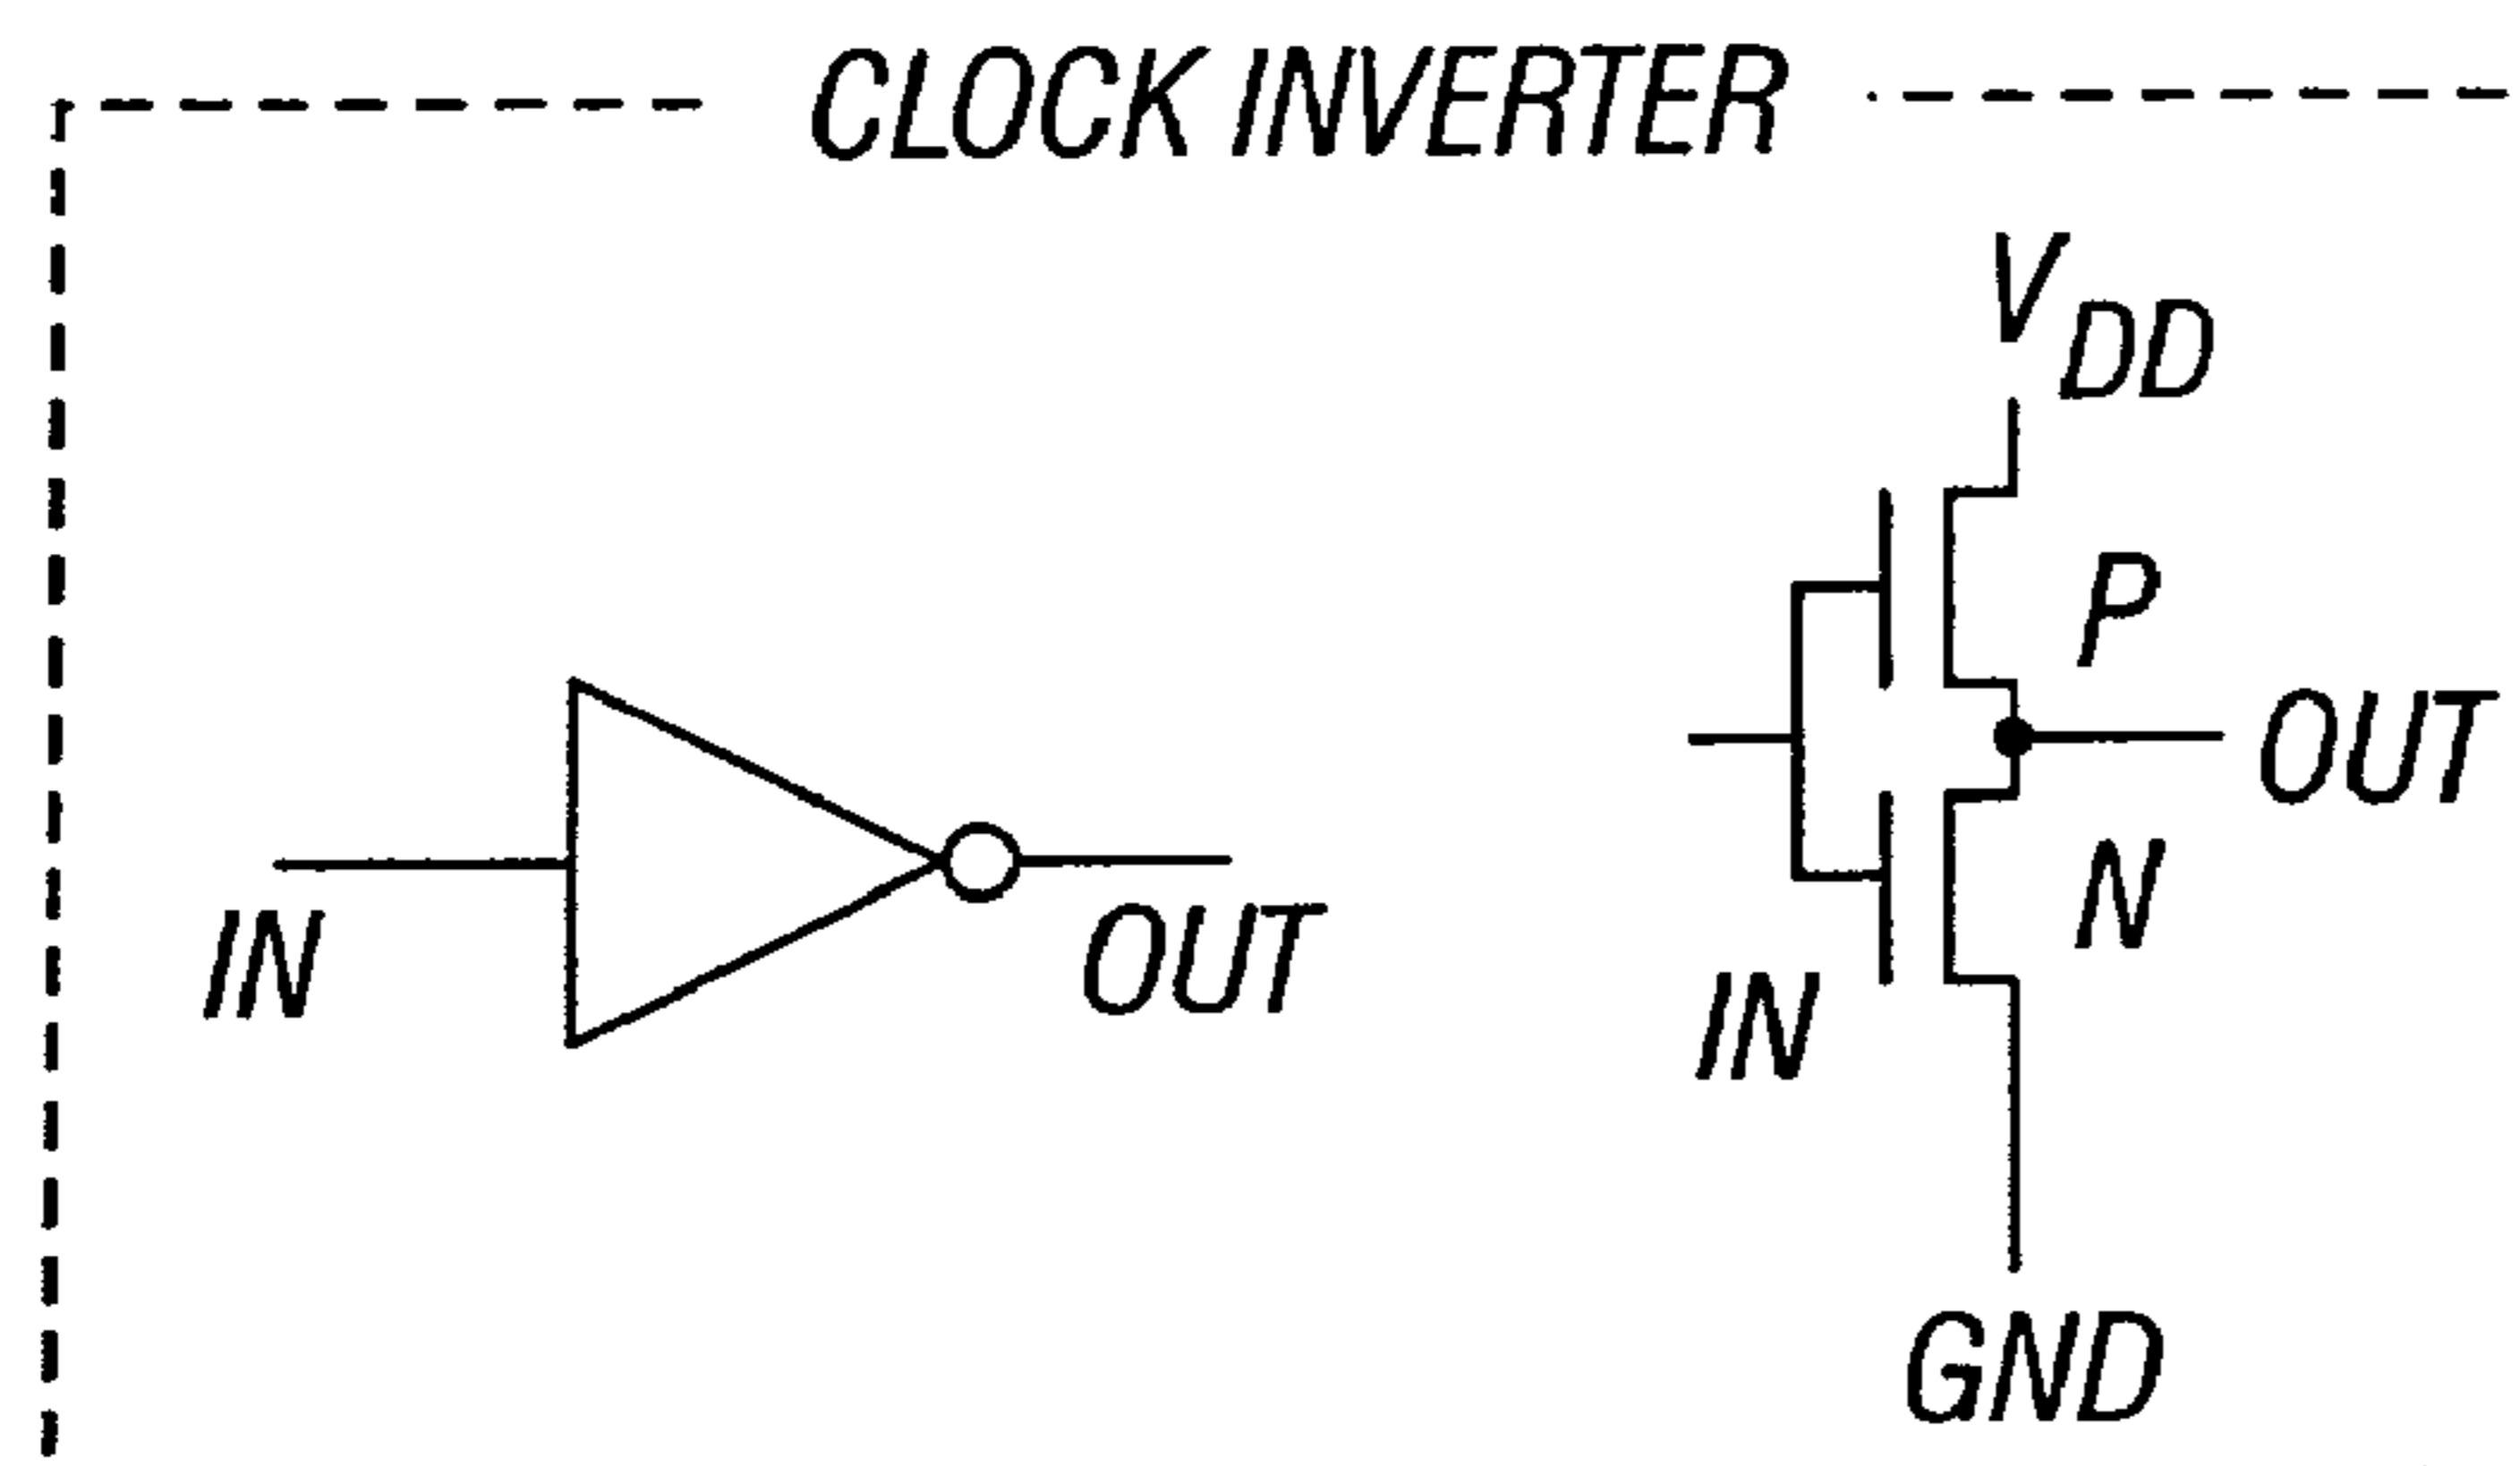 CLOCK INVERTER
VDD
P
OUT
N
IN
OUT
IN
GND